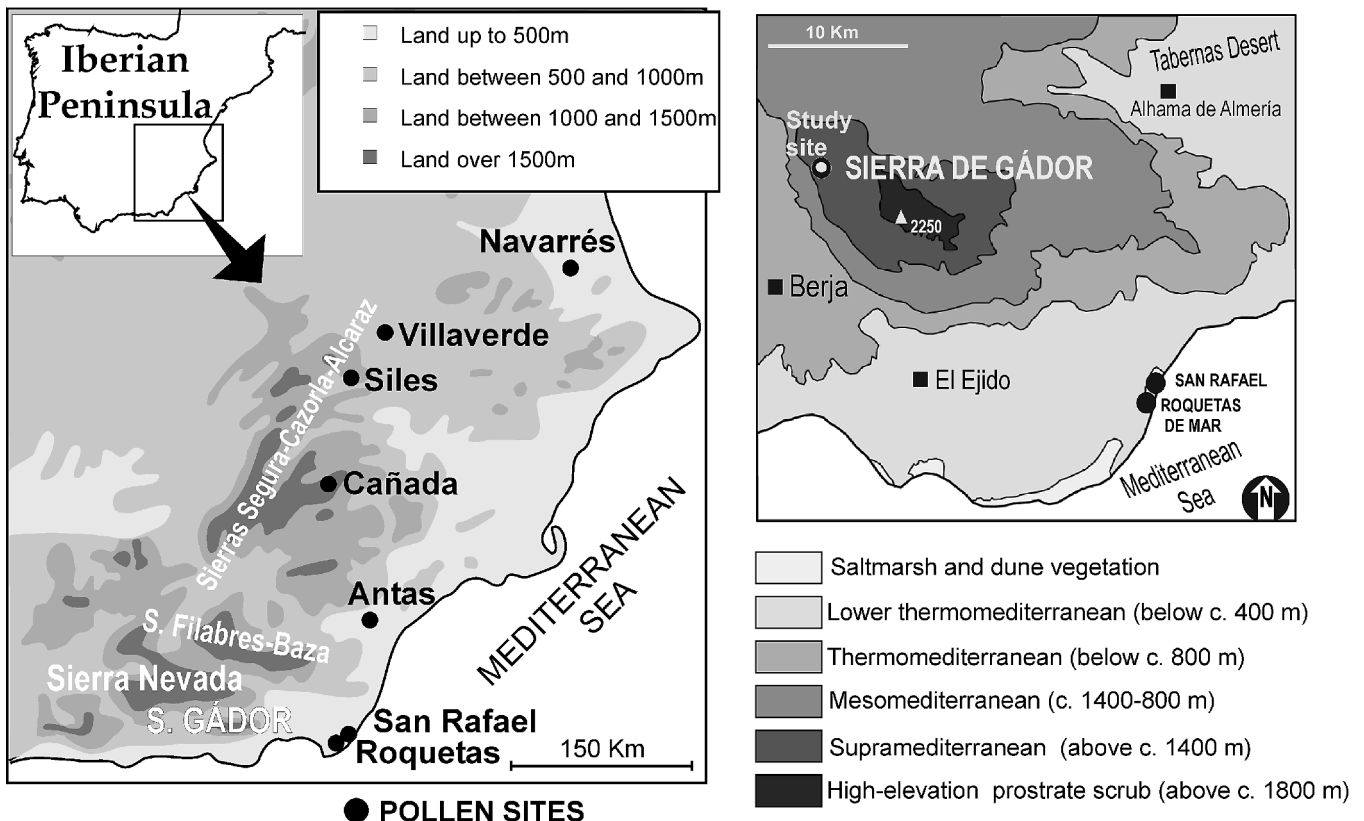 Iberian
Peninsula
Land up to 500m
Land between 500 and 1000m
Land between 1000 and 1500m
Land over 1500m
Navarrés
Villaverde
Siles
Sierras Segura-Cazorla-Alcaraz
Cañada
Antas
S. Filabres-Baza
Sierra Nevada
S. GÁDOR
San Rafael
Roquetas
MEDITERRANEAN
SEA
150 Km
POLLEN SITES
10 Km
Tabernas Desert
Alhama de Almería
Study
site
SIERRA DE GÁDOR
2250
Berja
El Ejido
SAN RAFAEL
ROQUETAS
DE MAR
Mediterranean
Sea
N
Saltmarsh and dune vegetation
Lower thermomediterranean (below c. 400 m)
Thermomediterranean (below c. 800 m)
Mesomediterranean (c. 1400-800 m)
Supramediterranean (above c. 1400 m)
High-elevation prostrate scrub (above c. 1800 m)